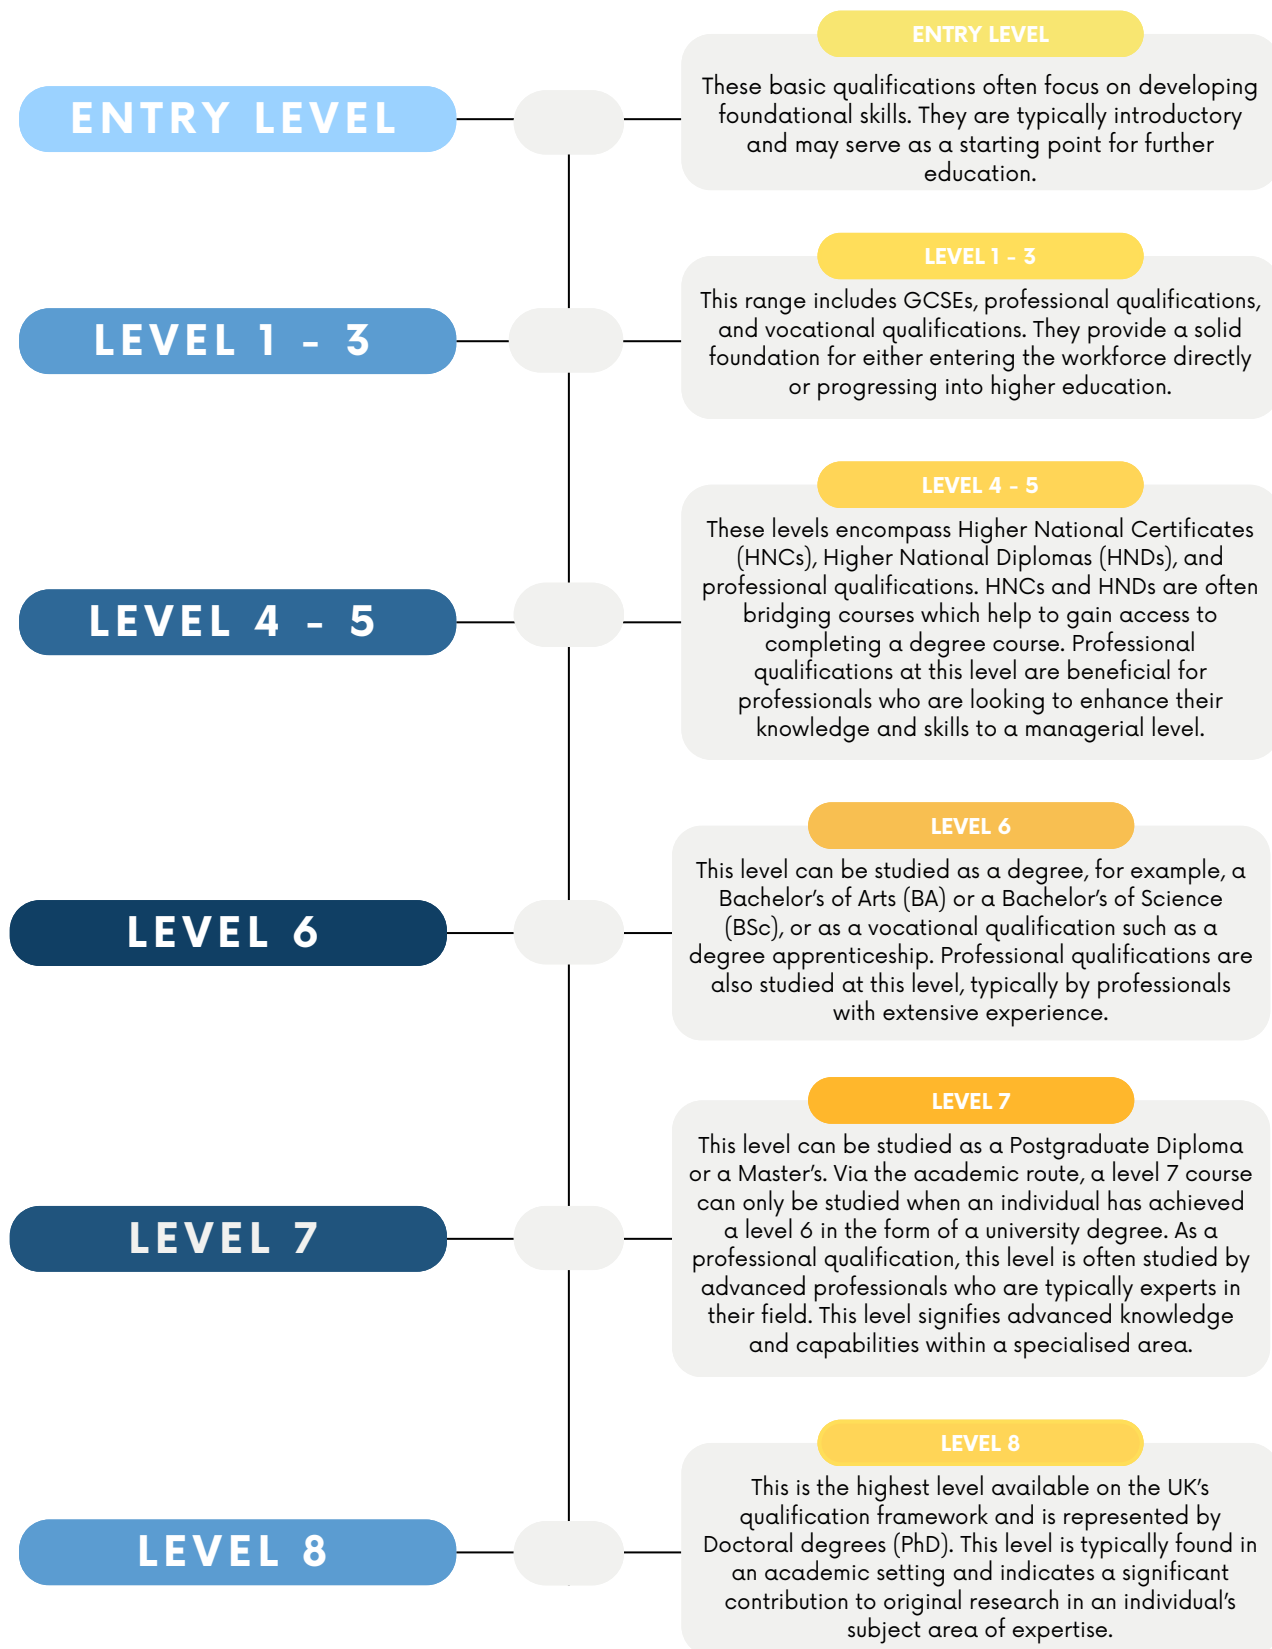 ENTRY LEVEL
ENTRY LEVEL
These basic qualifications often focus on developing
foundational skills. They are typically introductory
and may serve as a starting point for further
education.
LEVEL 1 - 3
LEVEL 1 - 3
This range includes GCSEs, professional qualifications,
and vocational qualifications. They provide a solid
foundation for either entering the workforce directly
or progressing into higher education.
LEVEL 4 - 5
LEVEL 4 - 5
These levels encompass Higher National Certificates
(HNCs), Higher National Diplomas (HNDs), and
professional qualifications. HNCs and HNDs are often
bridging courses which help to gain access to
completing a degree course. Professional
qualifications at this level are beneficial for
professionals who are looking to enhance their
knowledge and skills to a managerial level.
LEVEL 6
LEVEL 6
This level can be studied as a degree, for example, a
Bachelor's of Arts (BA) or a Bachelor's of Science
(BSc), or as a vocational qualification such as a
degree apprenticeship. Professional qualifications are
also studied at this level, typically by professionals
with extensive experience.
LEVEL 7
LEVEL 7
This level can be studied as a Postgraduate Diploma
or a Master's. Via the academic route, a level 7 course
can only be studied when an individual has achieved
a level 6 in the form of a university degree. As a
professional qualification, this level is often studied by
advanced professionals who are typically experts in
their field. This level signifies advanced knowledge
and capabilities within a specialised area.
LEVEL 8
LEVEL 8
This is the highest level available on the UK's
qualification framework and is represented by
Doctoral degrees (PhD). This level is typically found in
an academic setting and indicates a significant
contribution to original research in an individual's
subject area of expertise.